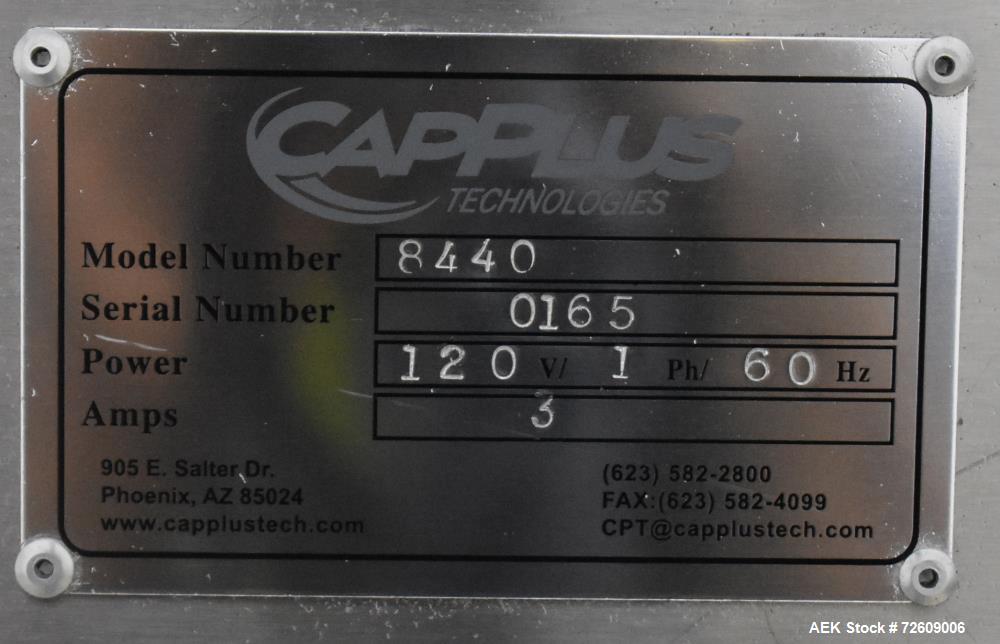 CAPPLUS
TECHNOLOGIES
Model Number 8440
Serial Number 0165
Power 120 V/ 1 Ph/ 60 Hz
Amps 3
905 E. Salter Dr.
Phoenix, AZ 85024
www.capplustech.com
(623) 582-2800
FAX:(623) 582-4099
CPT@capplustech.com
AEK Stock # 72609006